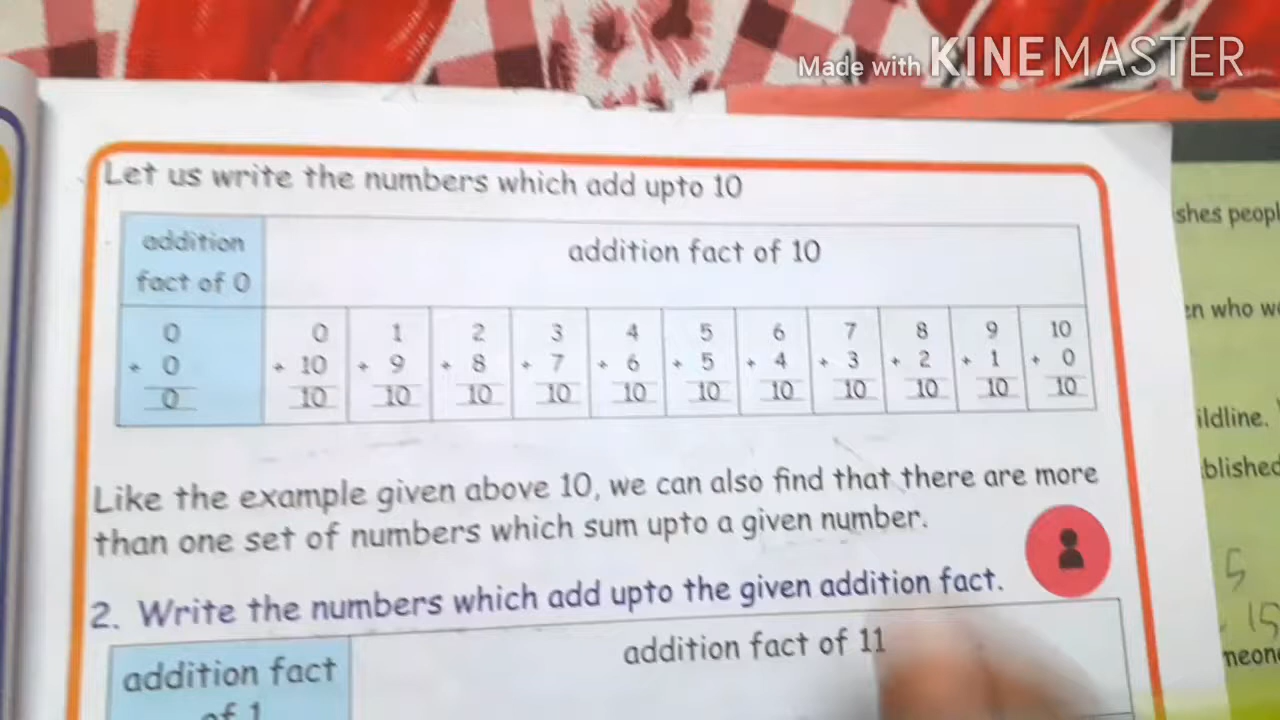 Made with KINEMASTER
Let us write the numbers which add upto 10
addition
fact of 0
addition fact of 10
0 0 1 2 3 4 5 6 7 8 9 10
+ 0 + 10 + 9 + 8 + 7 + 6 + 5 + 4 + 3 + 2 + 1 + 0
0 10 10 10 10 10 10 10 10 10 10 10
Like the example given above 10, we can also find that there are more
than one set of numbers which sum upto a given number.
2. Write the numbers which add upto the given addition fact.
addition fact
of 1
addition fact of 11
shes
who
ildline.
blished
5
15